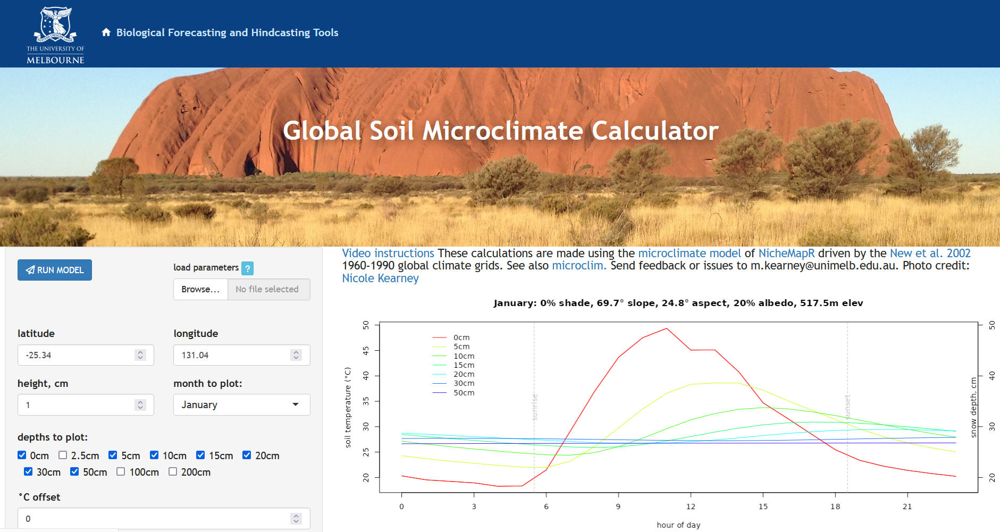 POSTERA CRESCAM LAUDE
THE UNIVERSITY OF
MELBOURNE
Biological Forecasting and Hindcasting Tools
Global Soil Microclimate Calculator
RUN MODEL
load parameters ?
Browse... No file selected
latitude longitude
-25.34 131.04
height, cm month to plot:
1 January
depths to plot:
0cm 2.5cm 5cm 10cm 15cm 20cm
30cm 50cm 100cm 200cm
°C offset
0
Video instructions These calculations are made using the microclimate model of NicheMapR driven by the New et al. 2002
1960-1990 global climate grids. See also microclim. Send feedback or issues to m.kearney@unimelb.edu.au. Photo credit:
Nicole Kearney
January: 0% shade, 69.7° slope, 24.8° aspect, 20% albedo, 517.5m elev
soil temperature (°C)
50
45
40
35
30
25
20
0cm
5cm
10cm
15cm
20cm
30cm
50cm
sunrise
sunset
50
40
30
20
snow depth, cm
0 3 6 9 12 15 18 21
hour of day